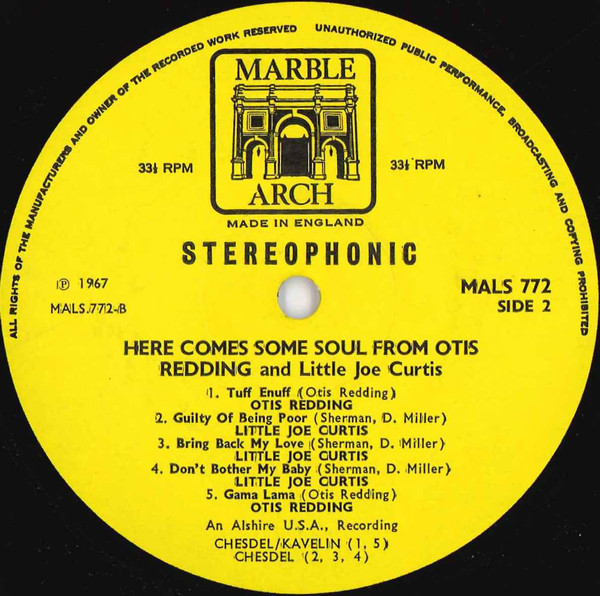 ALL RIGHTS OF THE MANUFACTURERS AND OWNER OF THE RECORDED WORK RESERVED UNAUTHORIZED PUBLIC PERFORMANCE, BROADCASTING AND COPYING PROHIBITED
MARBLE
ARCH
33⅓ RPM
33⅓ RPM
MADE IN ENGLAND
STEREOPHONIC
Ⓟ 1967
MALS.772-B
MALS 772
SIDE 2
HERE COMES SOME SOUL FROM OTIS
REDDING and Little Joe Curtis
1. Tuff Enuff (Otis Redding)
OTIS REDDING
2. Guilty Of Being Poor (Sherman, D. Miller)
LITTLE JOE CURTIS
3. Bring Back My Love (Sherman, D. Miller)
LITTLE JOE CURTIS
4. Don't Bother My Baby (Sherman, D. Miller)
LITTLE JOE CURTIS
5. Gama Lama (Otis Redding)
OTIS REDDING
An Alshire U.S.A., Recording
CHESDEL/KAVELIN (1, 5)
CHESDEL (2, 3, 4)